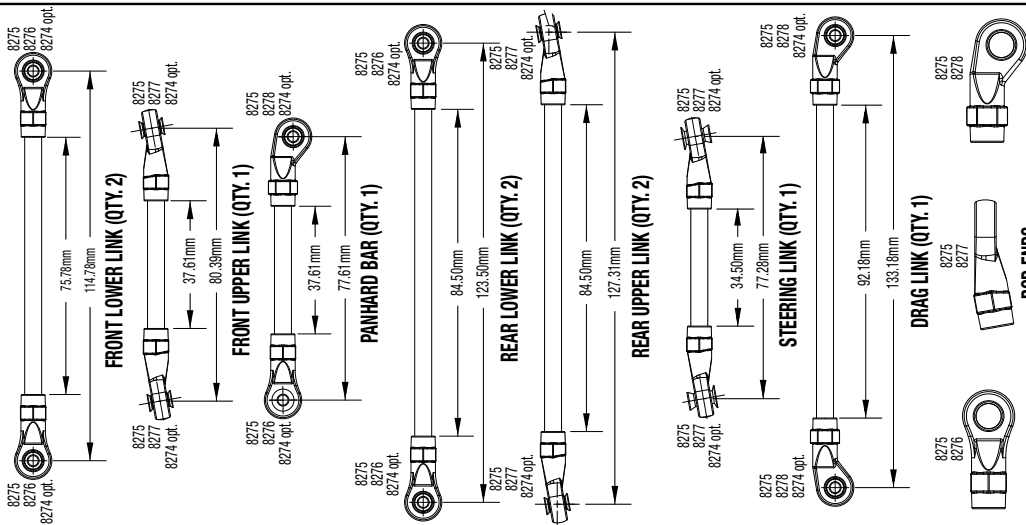 8275
8276
8274 opt.
75.78mm
114.78mm
8275
8276
8274 opt.
FRONT LOWER LINK (QTY. 2)
8275
8277
8274 opt.
37.61mm
80.39mm
8275
8277
8274 opt.
FRONT UPPER LINK (QTY. 1)
8275
8278
8274 opt.
37.61mm
77.61mm
8275
8276
8274 opt.
PANHARD BAR (QTY. 1)
8275
8276
8274 opt.
84.50mm
123.50mm
8275
8276
8274 opt.
REAR LOWER LINK (QTY. 2)
8275
8277
8274 opt.
84.50mm
127.31mm
8275
8277
8274 opt.
REAR UPPER LINK (QTY. 2)
8275
8277
8274 opt.
34.50mm
77.28mm
8275
8277
8274 opt.
STEERING LINK (QTY. 1)
8275
8278
8274 opt.
92.18mm
133.18mm
8275
8278
8274 opt.
DRAG LINK (QTY. 1)
8275
8278
8275
8277
8275
8276